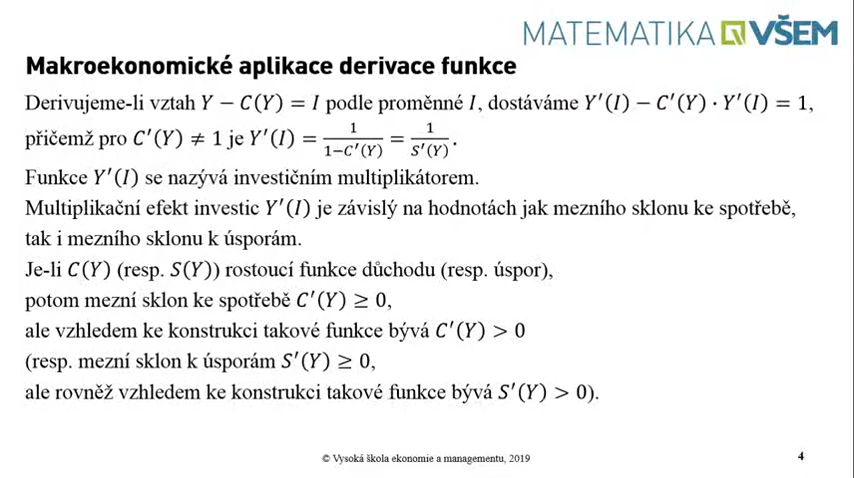 MATEMATIKA VŠEM
Makroekonomické aplikace derivace funkce
Derivujeme-li vztah Y − C(Y) = I podle proměnné I, dostáváme Y′(I) − C′(Y) · Y′(I) = 1,
přičemž pro C′(Y) ≠ 1 je Y′(I) = 1/(1−C′(Y)) = 1/S′(Y).
Funkce Y′(I) se nazývá investičním multiplikátorem.
Multiplikační efekt investic Y′(I) je závislý na hodnotách jak mezního sklonu ke spotřebě,
tak i mezního sklonu k úsporám.
Je-li C(Y) (resp. S(Y)) rostoucí funkce důchodu (resp. úspor),
potom mezní sklon ke spotřebě C′(Y) ≥ 0,
ale vzhledem ke konstrukci takové funkce bývá C′(Y) > 0
(resp. mezní sklon k úsporám S′(Y) ≥ 0,
ale rovněž vzhledem ke konstrukci takové funkce bývá S′(Y) > 0).
© Vysoká škola ekonomie a managementu, 2019
4